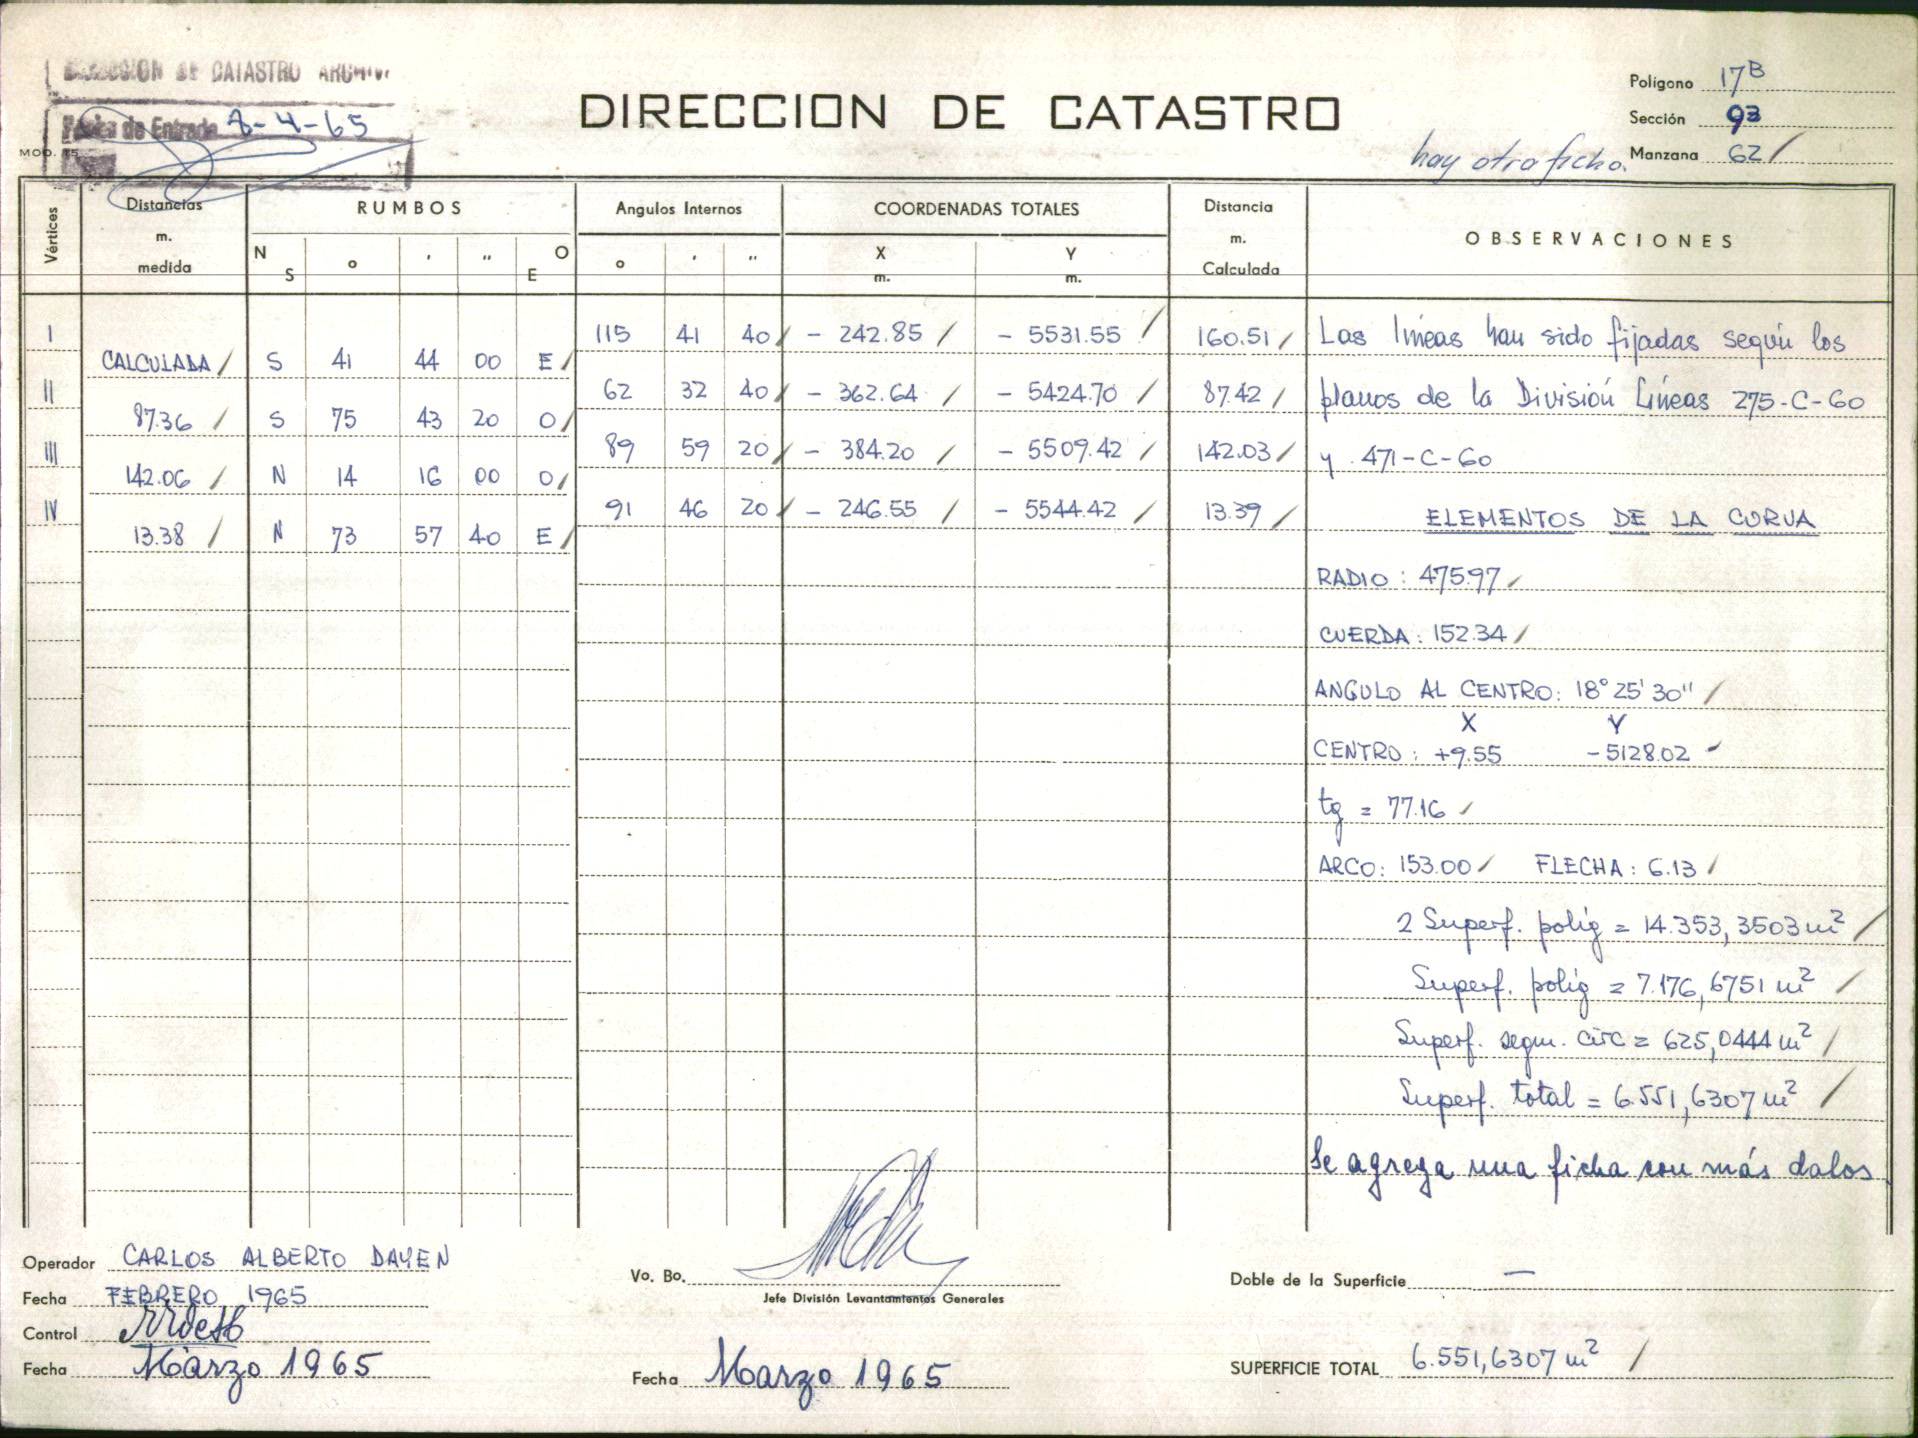 DIRECCION DE CATASTRO ARCHIVO
Fecha de Entrada 8-4-65
MOD. 15
DIRECCION DE CATASTRO
Polígono 17B
Sección 93
Manzana 62
hay otra ficha.
Vértices
Distancias m. medida
RUMBOS
N S ° ' " E O
Angulos Internos
° ' "
COORDENADAS TOTALES
X m. Y m.
Distancia m. Calculada
OBSERVACIONES
I 115 41 40 - 242.85 - 5531.55 160.51 Las líneas han sido fijadas según los
CALCULADA S 41 44 00 E
II 62 32 40 - 362.64 - 5424.70 87.42 planos de la División Líneas 275-C-60
87.36 S 75 43 20 O
III 89 59 20 - 384.20 - 5509.42 142.03 y 471-C-60
142.06 N 14 16 00 O
IV 91 46 20 - 246.55 - 5544.42 13.39 ELEMENTOS DE LA CURVA
13.38 N 73 57 40 E
RADIO: 475.97
CUERDA: 152.34
ANGULO AL CENTRO: 18° 25' 30"
X Y
CENTRO: +9.55 -5128.02
tg = 77.16
ARCO: 153.00 FLECHA: 6.13
2 Superf. políg = 14.353,3503 m²
Superf. políg = 7.176,6751 m²
Superf. segm. circ = 625,0444 m²
Superf. total = 6.551,6307 m²
Se agrega una ficha con más datos
Operador CARLOS ALBERTO DAYEN
Fecha FEBRERO 1965
Control
Fecha Marzo 1965
Vo. Bo.
Jefe División Levantamientos Generales
Fecha Marzo 1965
Doble de la Superficie —
SUPERFICIE TOTAL 6.551,6307 m²